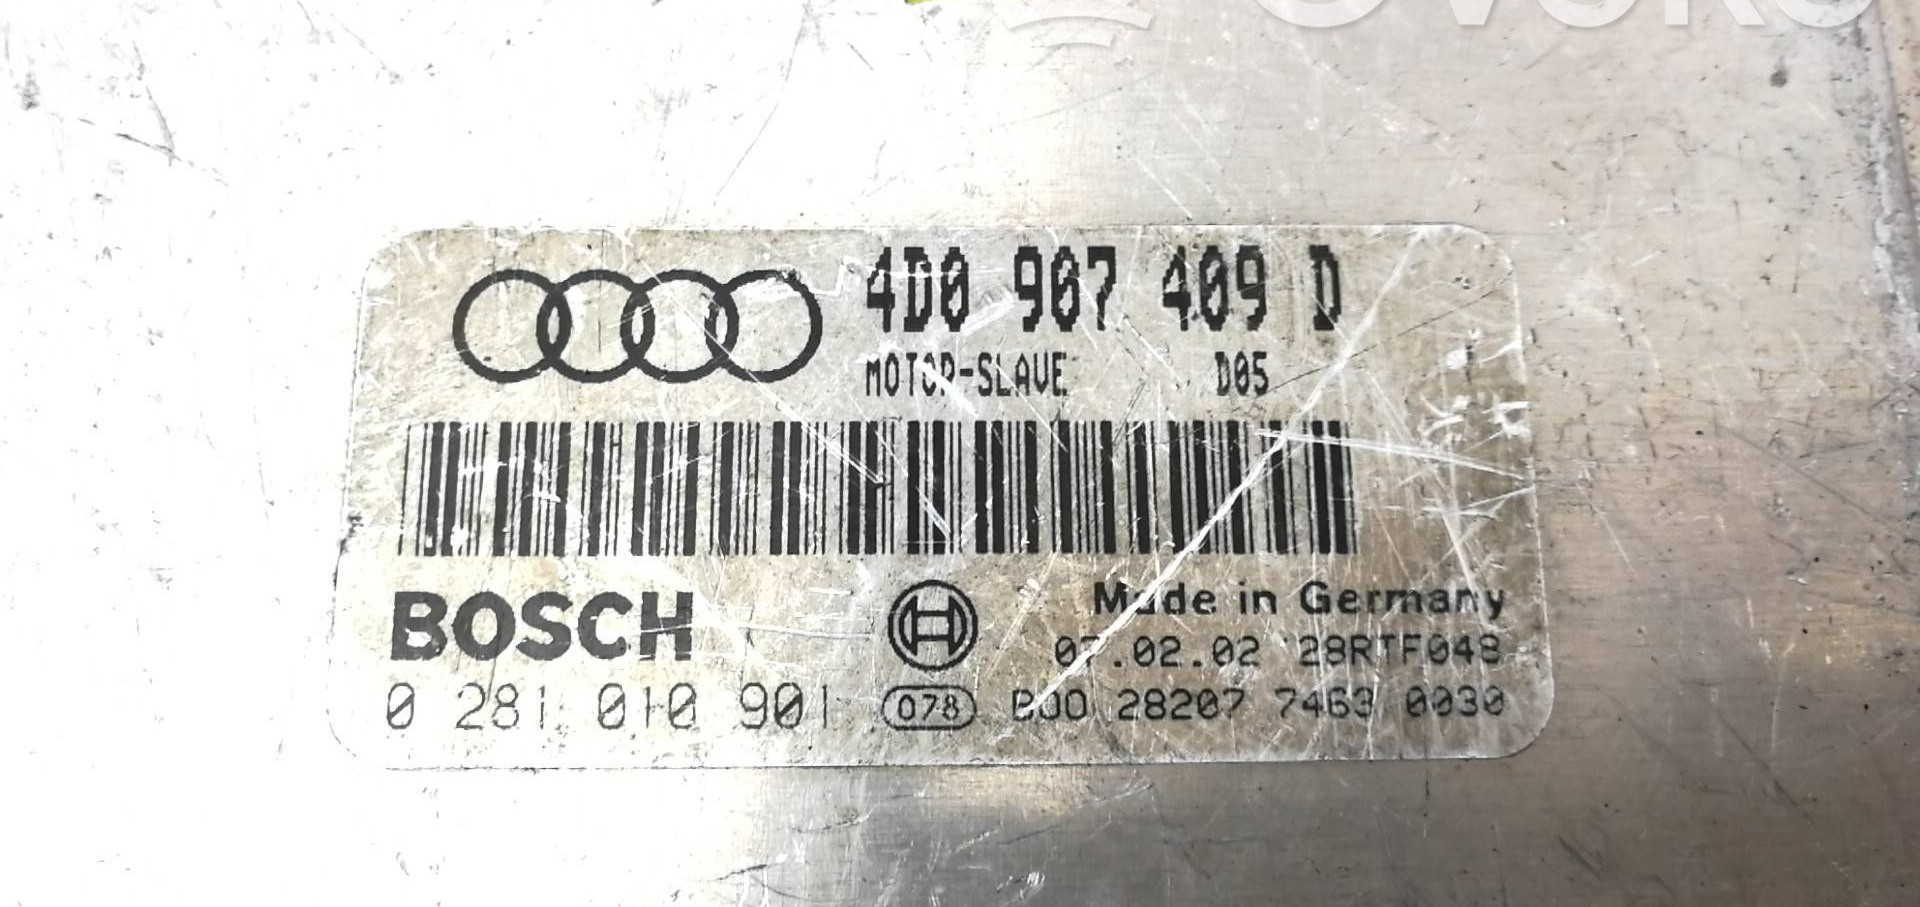 4D0 907 409 D
MOTOR-SLAVE D05
BOSCH
Made in Germany
07.02.02 28RTF048
0 281 010 901 078 B00 28207 7463 0030